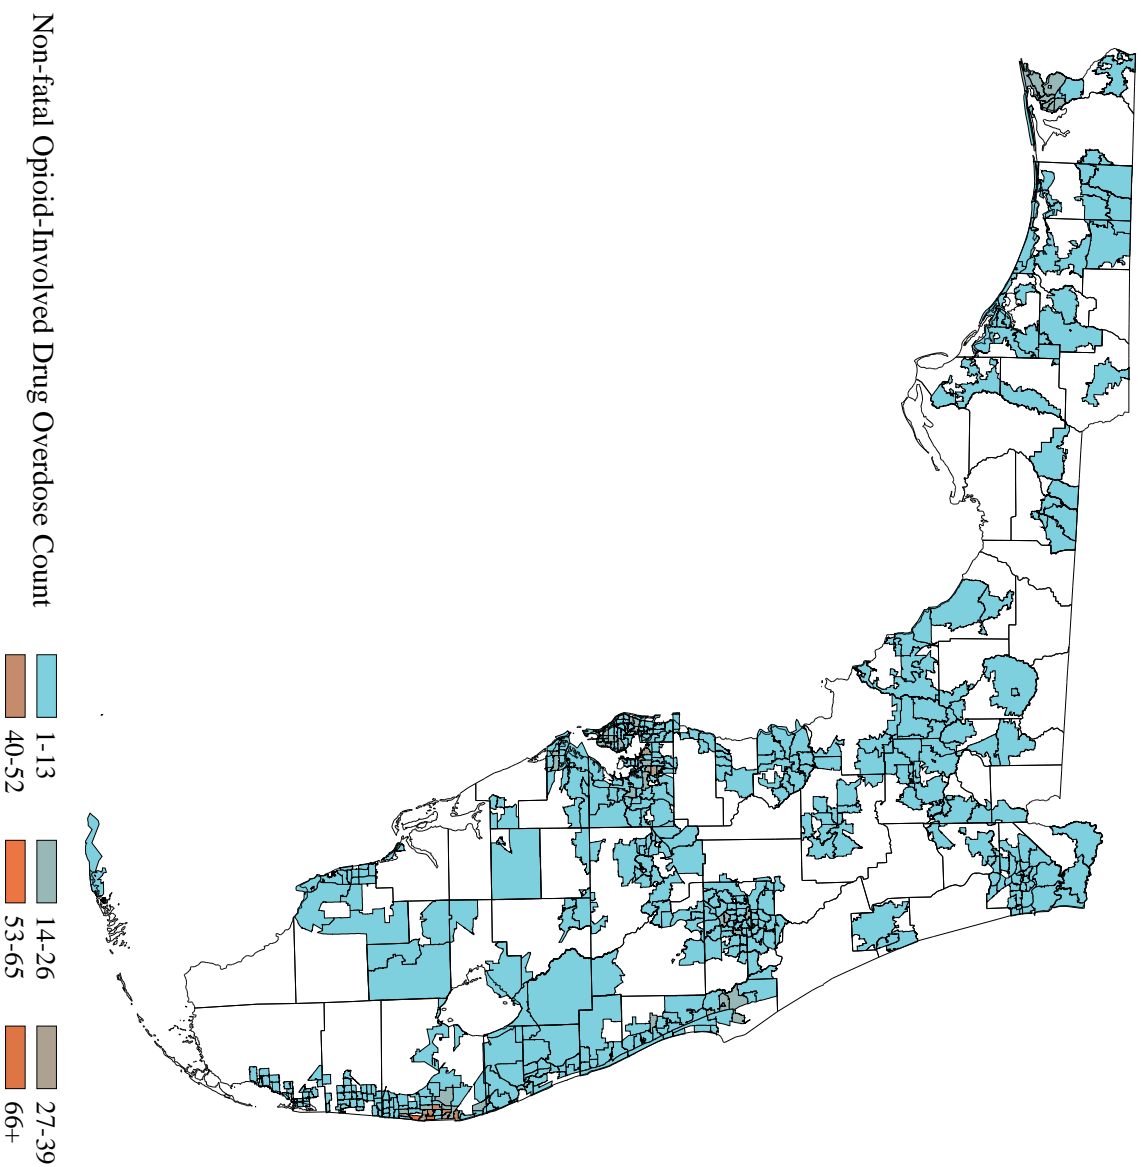 Non-fatal Opioid-Involved Drug Overdose Count
1-13 14-26 27-39
40-52 53-65 66+